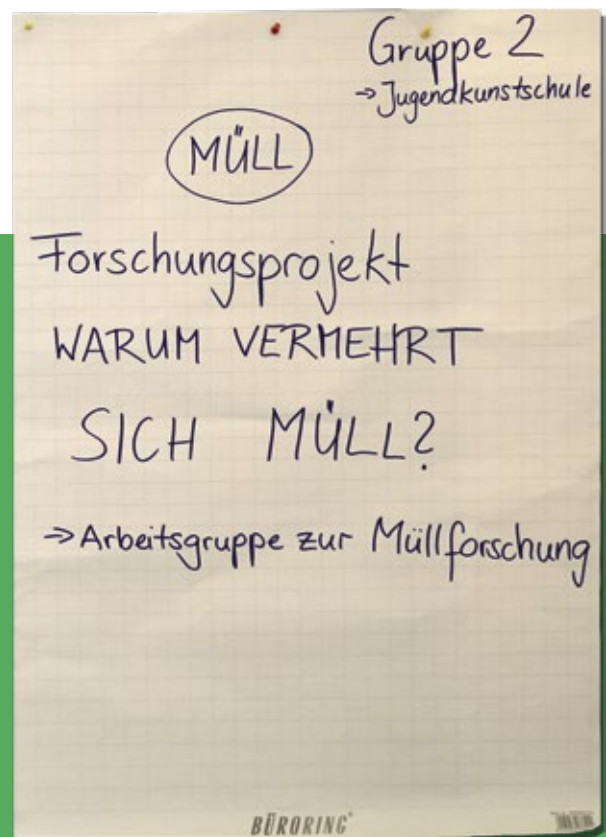 Gruppe 2
→ Jugendkunstschule
MÜLL
Forschungsprojekt
WARUM VERMEHRT
SICH MÜLL?
⇒ Arbeitsgruppe zur Müllforschung
BÜRORING